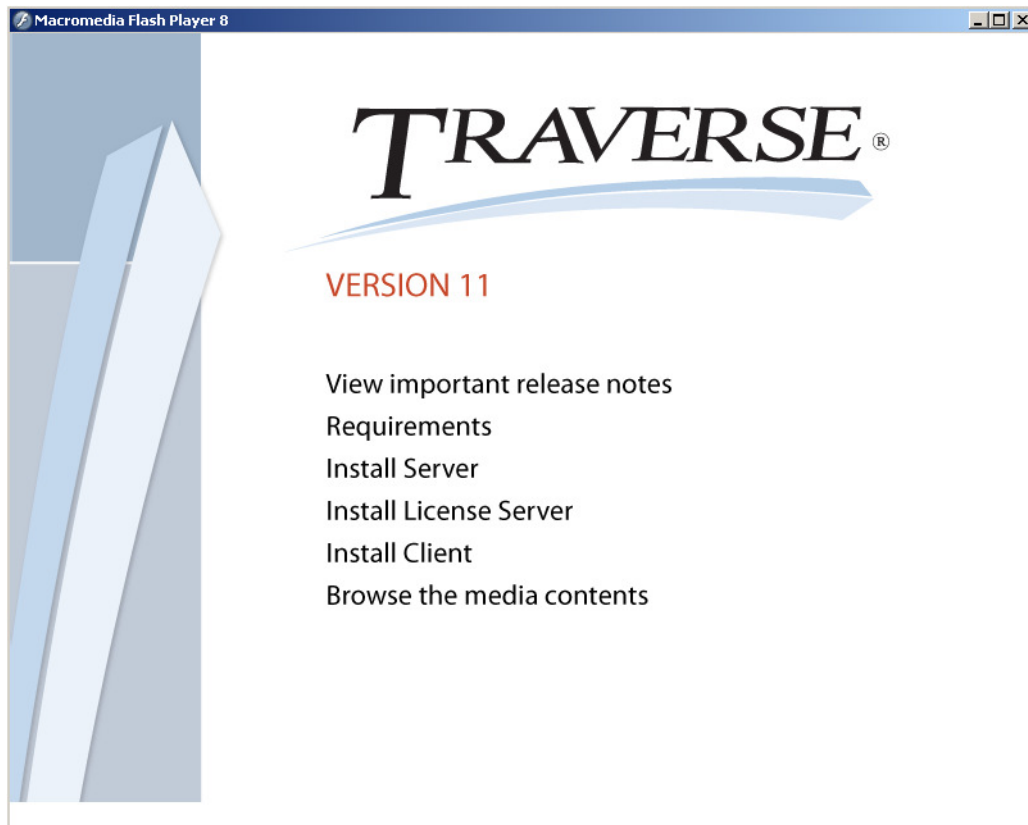 Macromedia Flash Player 8
TRAVERSE ®
VERSION 11
View important release notes
Requirements
Install Server
Install License Server
Install Client
Browse the media contents